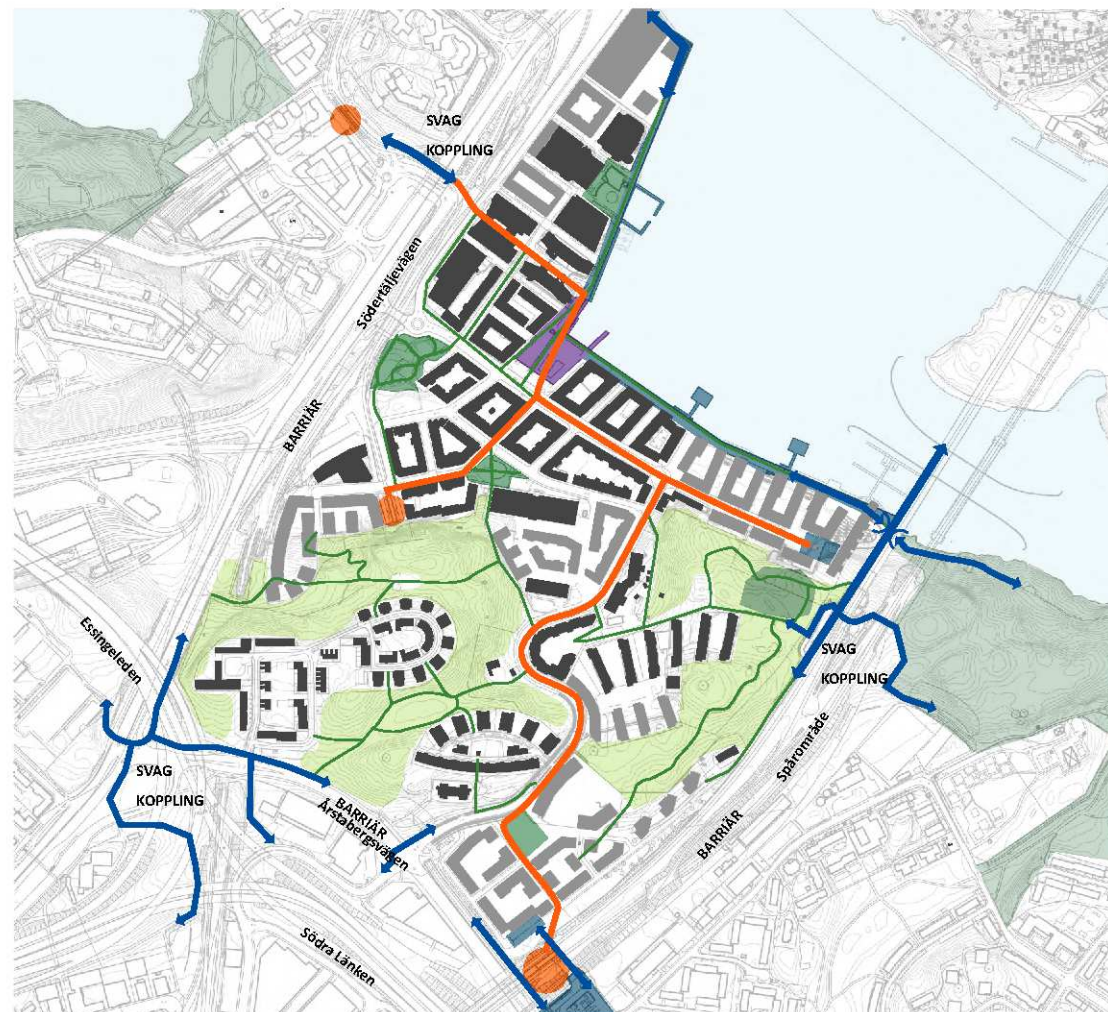 SVAG
KOPPLING
Södertäljevägen
BARRIÄR
Essingeleden
SVAG
KOPPLING
BARRIÄR
Årstabergsvägen
Södra Länken
SVAG
KOPPLING
Spårområde
BARRIÄR